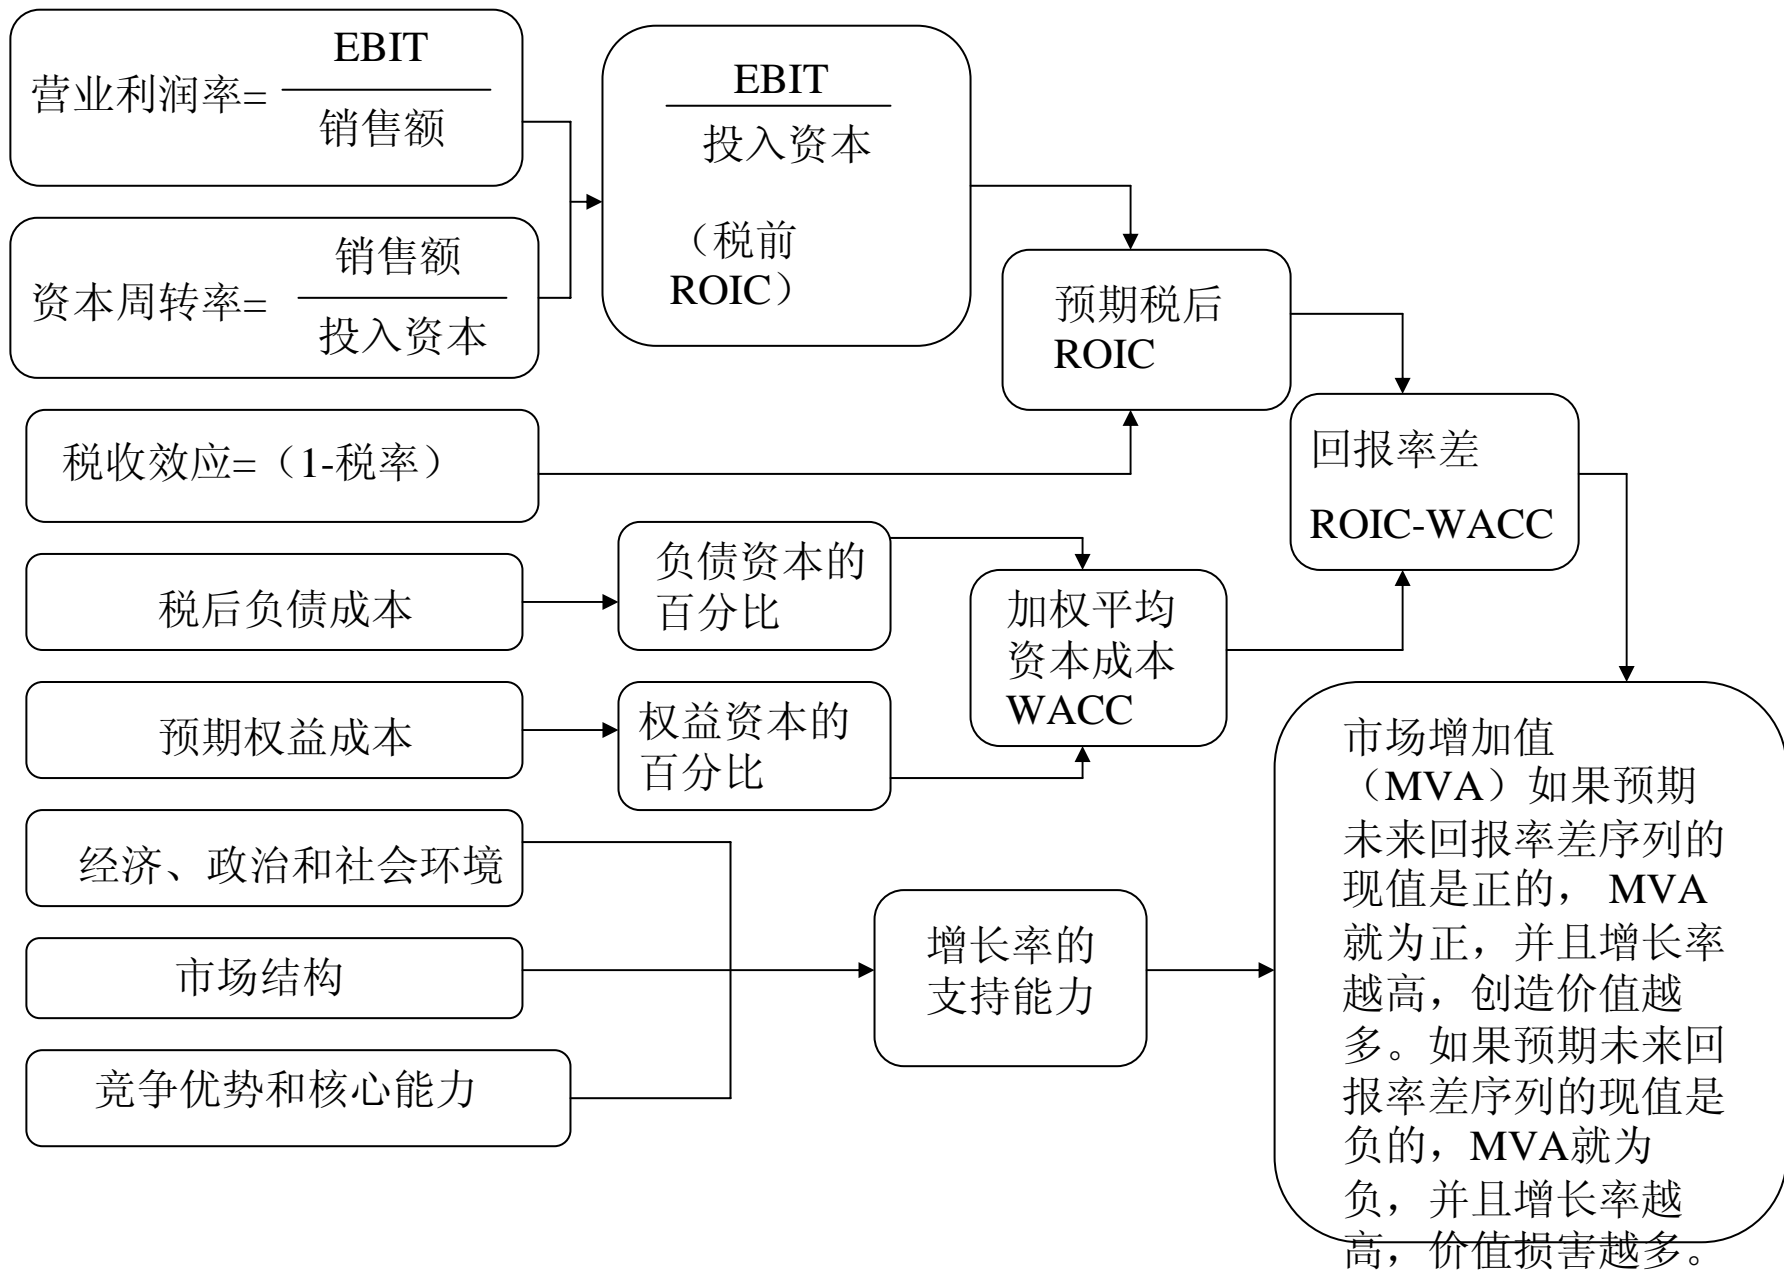 EBIT
营业利润率=
销售额
EBIT
投入资本
（税前
ROIC）
销售额
资本周转率=
投入资本
预期税后
ROIC
税收效应=（1-税率）
回报率差
ROIC-WACC
税后负债成本
负债资本的
百分比
加权平均
资本成本
WACC
预期权益成本
权益资本的
百分比
经济、政治和社会环境
市场结构
竞争优势和核心能力
增长率的
支持能力
市场增加值
（MVA）如果预期
未来回报率差序列的
现值是正的， MVA
就为正，并且增长率
越高，创造价值越
多。如果预期未来回
报率差序列的现值是
负的，MVA就为
负，并且增长率越
高，价值损害越多。